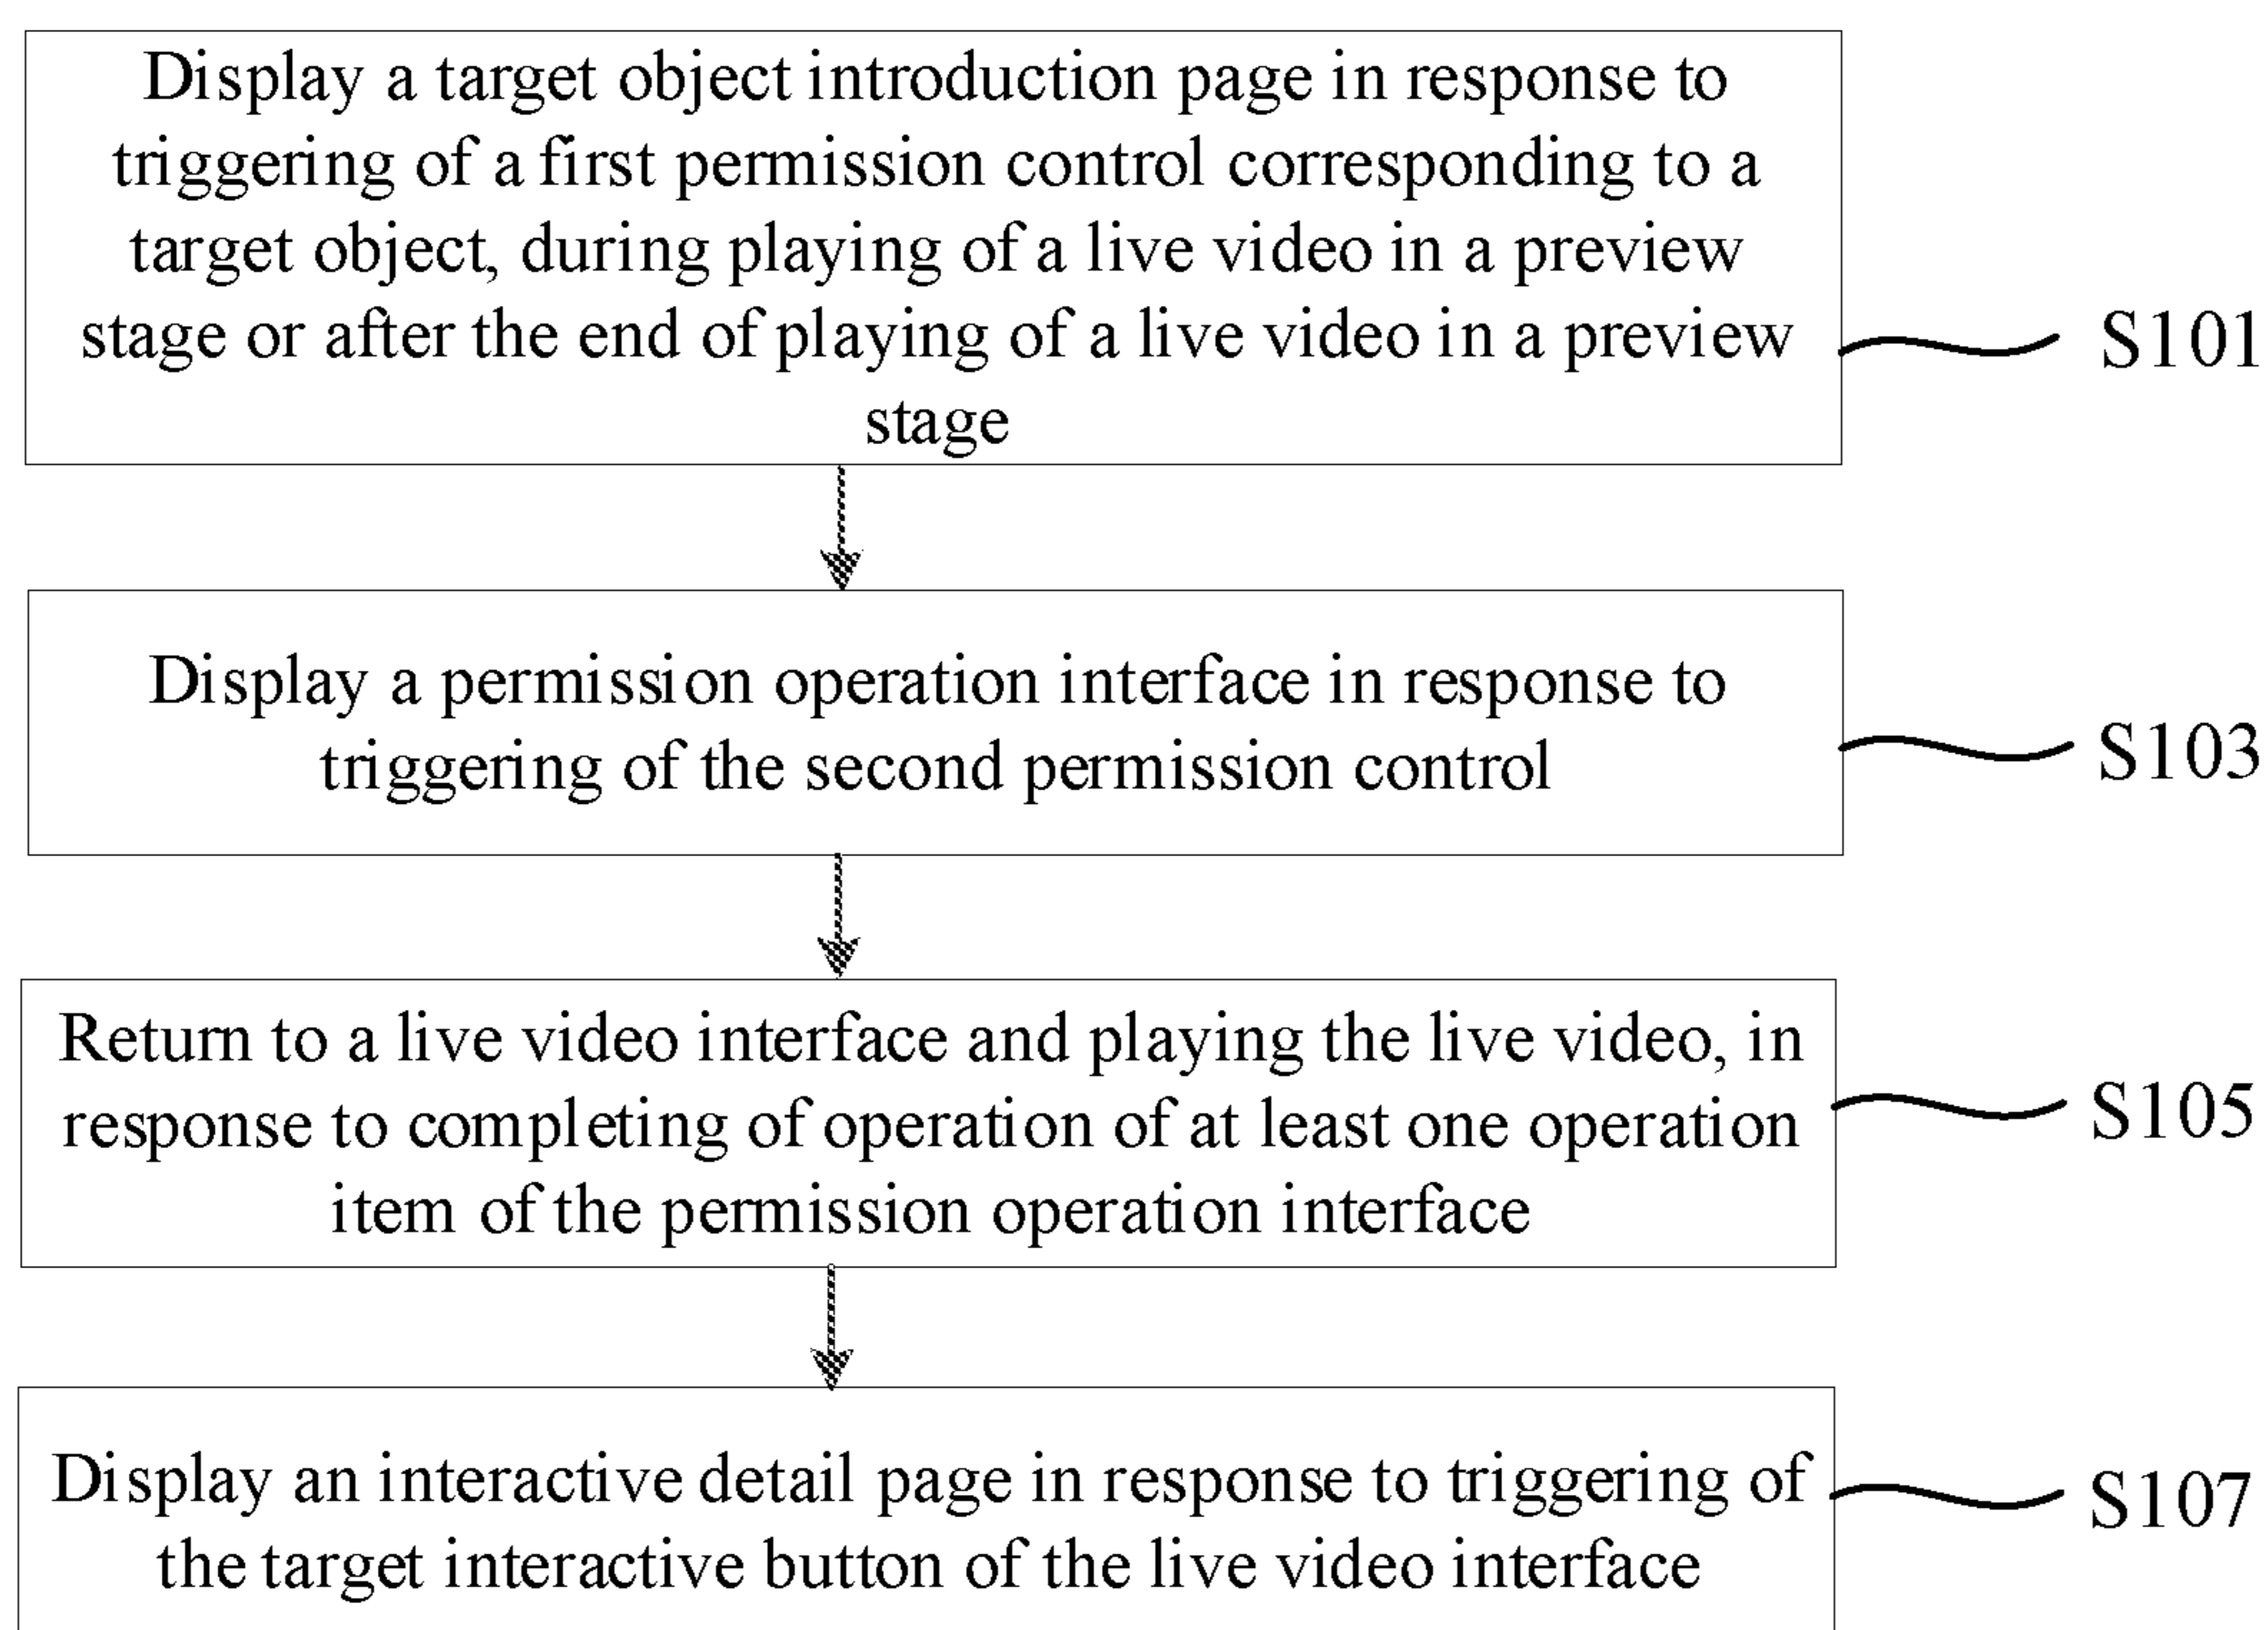 Display a target object introduction page in response to
triggering of a first permission control corresponding to a
target object, during playing of a live video in a preview
stage or after the end of playing of a live video in a preview
stage
S101
Display a permission operation interface in response to
triggering of the second permission control
S103
Return to a live video interface and playing the live video, in
response to completing of operation of at least one operation
item of the permission operation interface
S105
Display an interactive detail page in response to triggering of
the target interactive button of the live video interface
S107